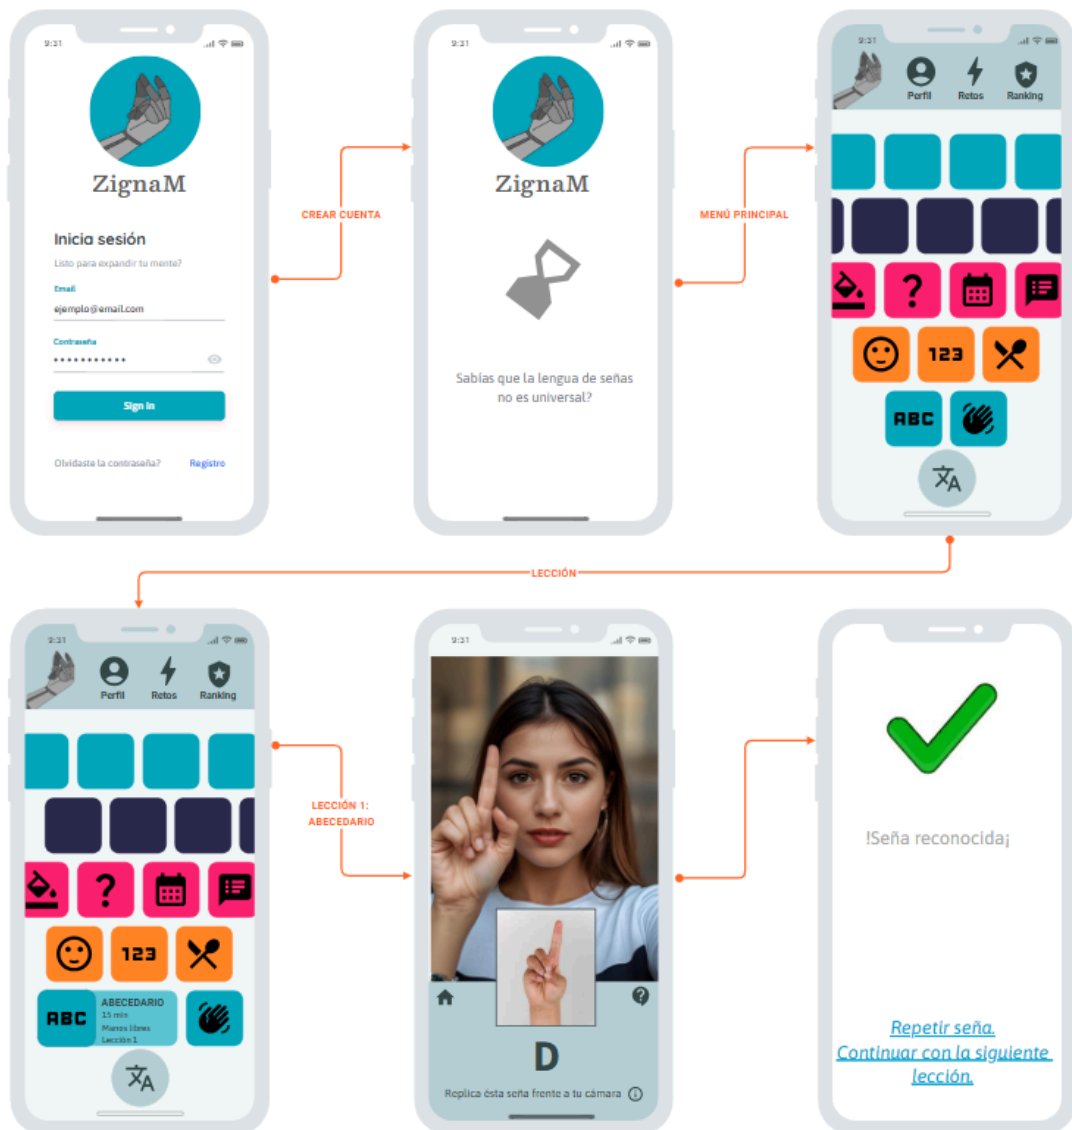 9:31
ZignaM
Inicia sesión
Listo para expandir tu mente?
Email
ejemplo@email.com
Contraseña
Sign in
Olvidaste la contraseña? Registro
CREAR CUENTA
9:31
ZignaM
Sabías que la lengua de señas
no es universal?
MENÚ PRINCIPAL
9:31
Perfil Retos Ranking
?
123
ABC
文A
LECCIÓN
9:31
Perfil Retos Ranking
?
123
ABC
ABECEDARIO
15 min
Manos libres
Lección 1
文A
LECCIÓN 1:
ABECEDARIO
9:31
D
Replica ésta seña frente a tu cámara
!Seña reconocida¡
Repetir seña.
Continuar con la siguiente
lección.